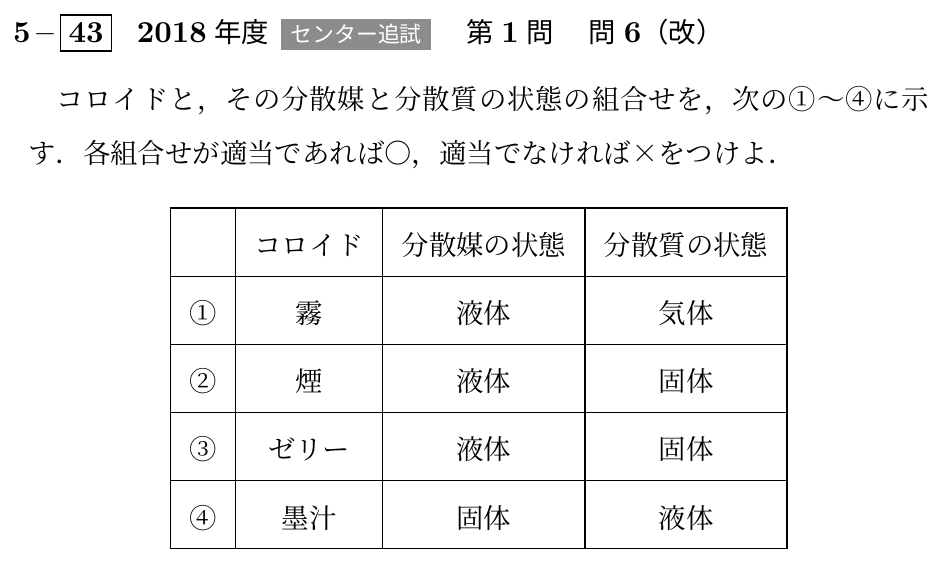 5–43 2018 年度 センター追試 第 1 問 問 6（改）
コロイドと，その分散媒と分散質の状態の組合せを，次の①～④に示
す．各組合せが適当であれば○，適当でなければ×をつけよ．
コロイド 分散媒の状態 分散質の状態
① 霧 液体 気体
② 煙 液体 固体
③ ゼリー 液体 固体
④ 墨汁 固体 液体